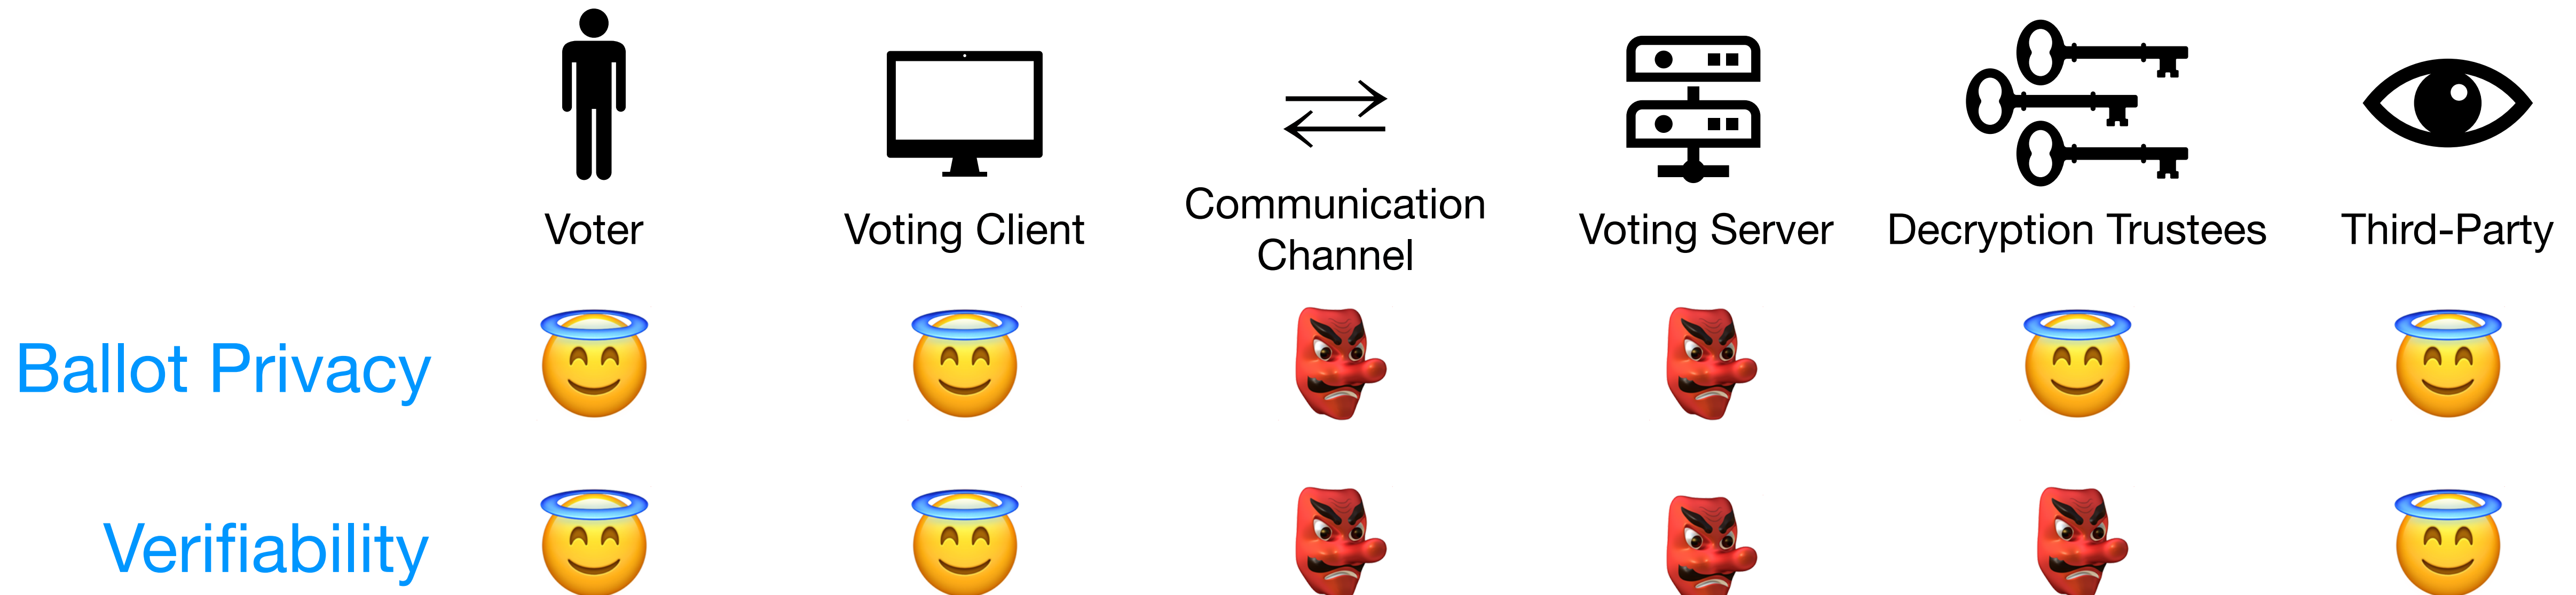 Voter
Voting Client
Communication
Channel
Voting Server
Decryption Trustees
Third-Party
Ballot Privacy
Verifiability